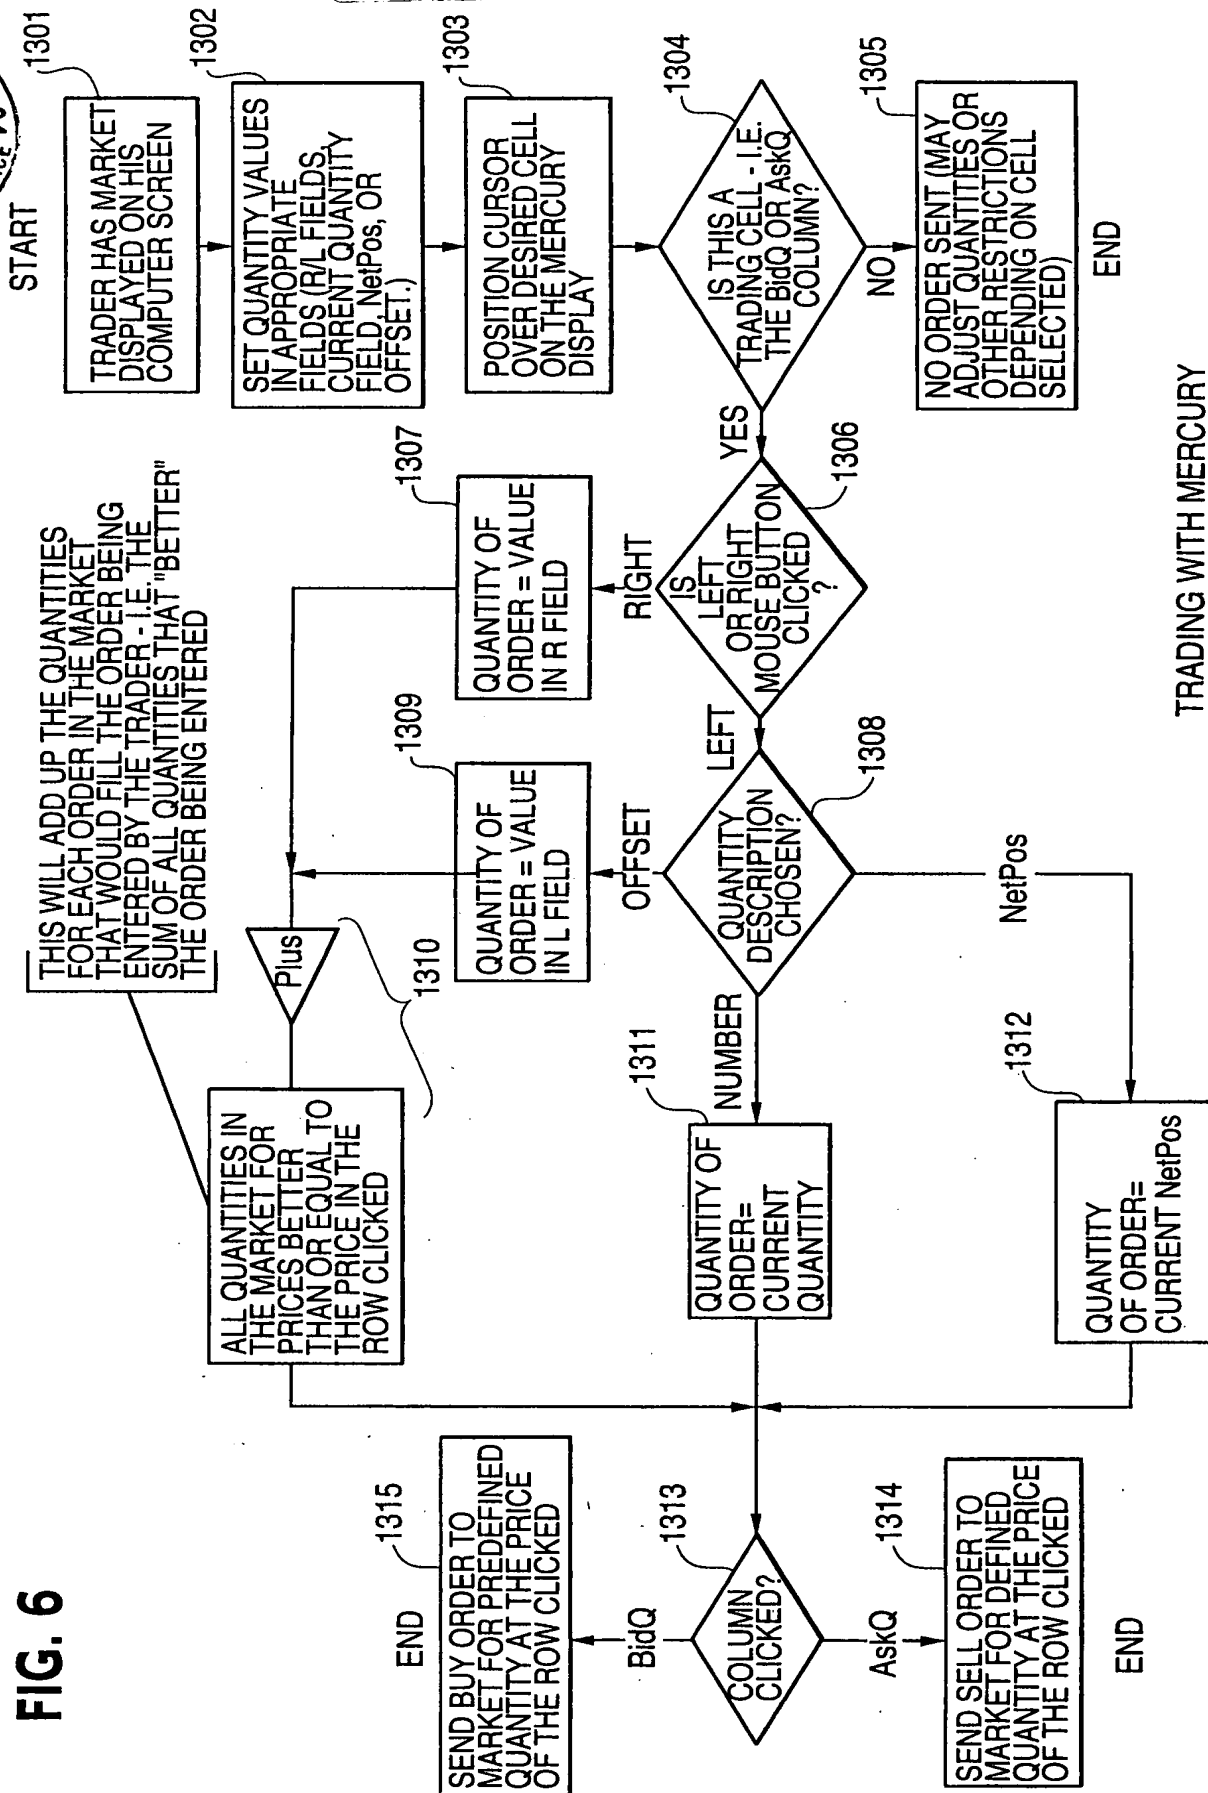 FIG. 6
START
1301
TRADER HAS MARKET
DISPLAYED ON HIS
COMPUTER SCREEN
1302
SET QUANTITY VALUES
IN APPROPRIATE
FIELDS (R/L FIELDS,
CURRENT QUANTITY
FIELD, NetPos, OR
OFFSET.)
1303
POSITION CURSOR
OVER DESIRED CELL
ON THE MERCURY
DISPLAY
1304
IS THIS A
TRADING CELL - I.E.
THE BidQ OR AskQ
COLUMN?
NO
1305
NO ORDER SENT (MAY
ADJUST QUANTITIES OR
OTHER RESTRICTIONS
DEPENDING ON CELL
SELECTED)
END
YES
1306
IS
LEFT
OR RIGHT
MOUSE BUTTON
CLICKED
?
RIGHT
1307
QUANTITY OF
ORDER = VALUE
IN R FIELD
LEFT
1308
QUANTITY
DESCRIPTION
CHOSEN?
OFFSET
1309
QUANTITY OF
ORDER = VALUE
IN L FIELD
Plus
1310
THIS WILL ADD UP THE QUANTITIES
FOR EACH ORDER IN THE MARKET
THAT WOULD FILL THE ORDER BEING
ENTERED BY THE TRADER - I.E. THE
SUM OF ALL QUANTITIES THAT "BETTER"
THE ORDER BEING ENTERED
ALL QUANTITIES IN
THE MARKET FOR
PRICES BETTER
THAN OR EQUAL TO
THE PRICE IN THE
ROW CLICKED
NUMBER
1311
QUANTITY OF
ORDER=
CURRENT
QUANTITY
NetPos
1312
QUANTITY
OF ORDER=
CURRENT NetPos
1313
COLUMN
CLICKED?
BidQ
1315
SEND BUY ORDER TO
MARKET FOR PREDEFINED
QUANTITY AT THE PRICE
OF THE ROW CLICKED
END
AskQ
1314
SEND SELL ORDER TO
MARKET FOR DEFINED
QUANTITY AT THE PRICE
OF THE ROW CLICKED
END
TRADING WITH MERCURY